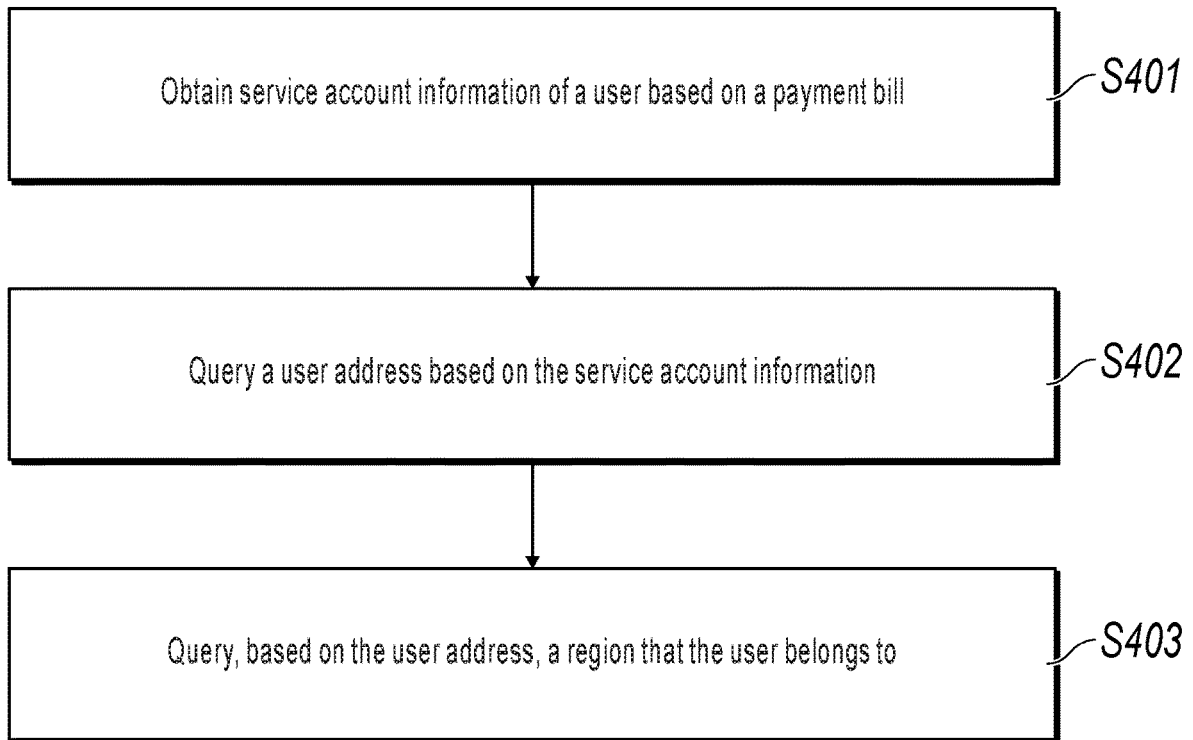 Obtain service account information of a user based on a payment bill
S401
Query a user address based on the service account information
S402
Query, based on the user address, a region that the user belongs to
S403